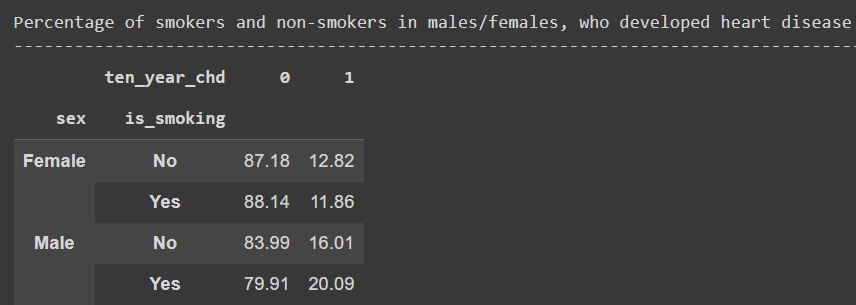 Percentage of smokers and non-smokers in males/females, who developed heart disease
--------------------------------------------------------------------------------
ten_year_chd 0 1
sex is_smoking
Female No 87.18 12.82
Yes 88.14 11.86
Male No 83.99 16.01
Yes 79.91 20.09